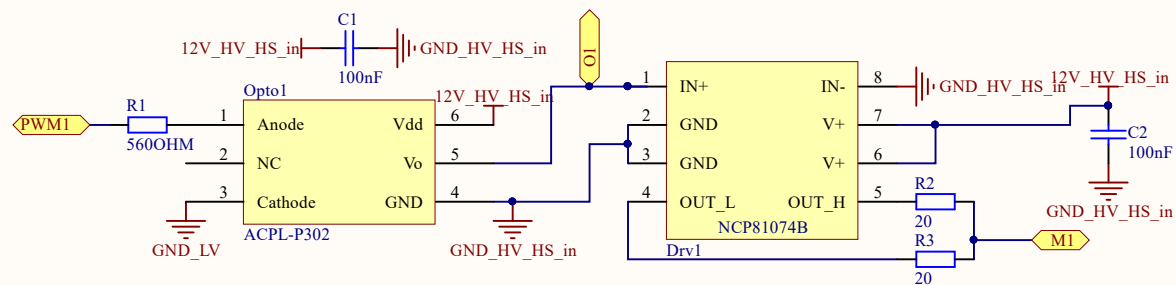 C1
12V_HV_HS_in
GND_HV_HS_in
100nF
O1
PWM1
R1
560OHM
Opto1
12V_HV_HS_in
1
Anode
Vdd
6
2
NC
Vo
5
3
Cathode
GND
4
ACPL-P302
GND_LV
GND_HV_HS_in
1
IN+
IN-
8
GND_HV_HS_in
2
GND
V+
7
3
GND
V+
6
4
OUT_L
OUT_H
5
NCP81074B
Drv1
12V_HV_HS_in
C2
100nF
GND_HV_HS_in
R2
20
R3
20
M1